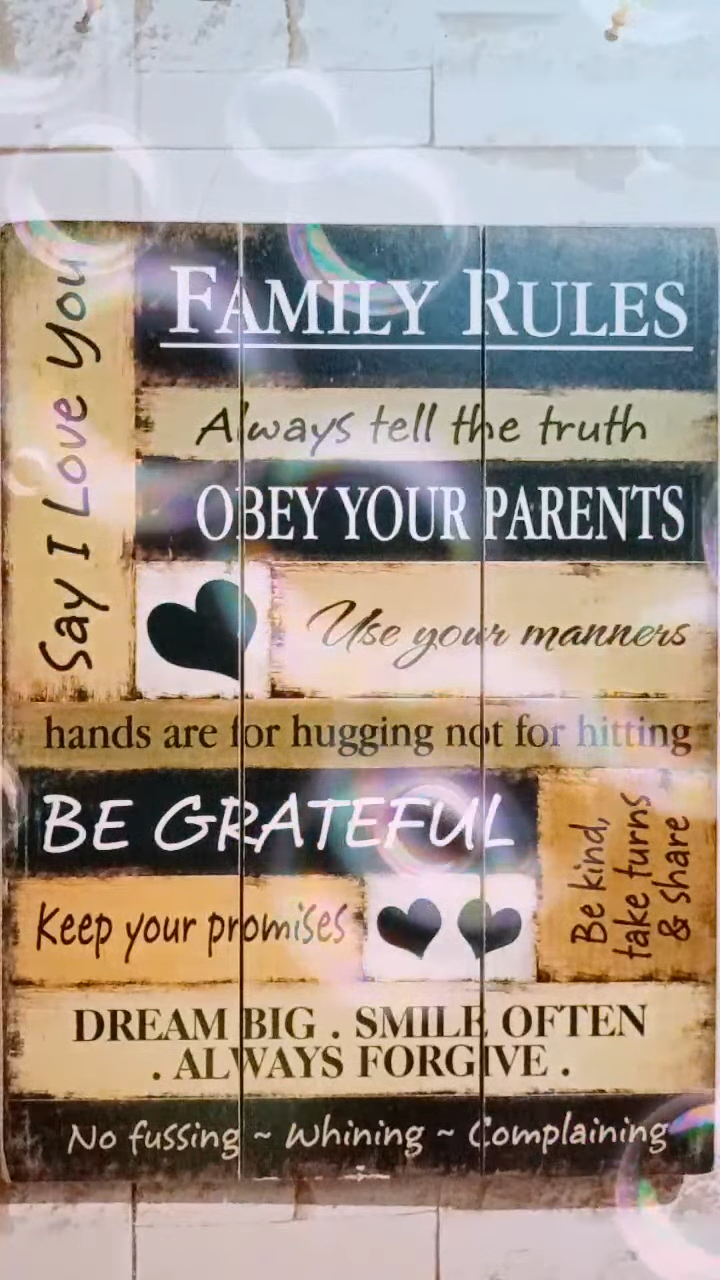 FAMILY RULES
Say I Love You
Always tell the truth
OBEY YOUR PARENTS
Use your manners
hands are for hugging not for hitting
BE GRATEFUL
Be kind,
take turns
& share
Keep your promises
DREAM BIG . SMILE OFTEN
. ALWAYS FORGIVE .
No fussing ~ Whining ~ Complaining